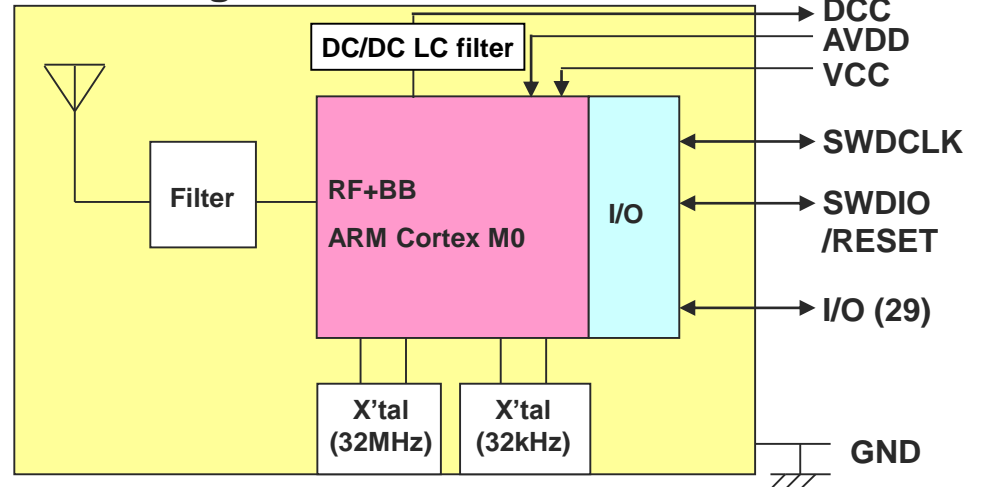 DCC
DC/DC LC filter
AVDD
VCC
SWDCLK
Filter
RF+BB
ARM Cortex M0
I/O
SWDIO
/RESET
I/O (29)
X'tal
(32MHz)
X'tal
(32kHz)
GND